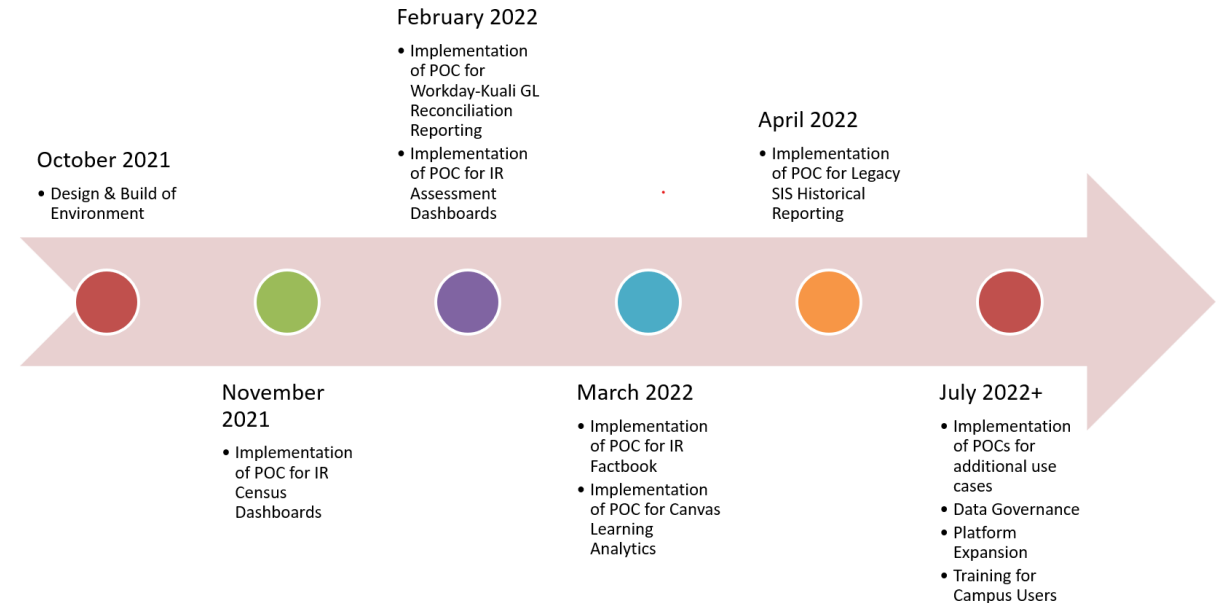 October 2021
• Design & Build of
Environment
November
2021
• Implementation
of POC for IR
Census
Dashboards
February 2022
• Implementation
of POC for
Workday-Kuali GL
Reconciliation
Reporting
• Implementation
of POC for IR
Assessment
Dashboards
March 2022
• Implementation
of POC for IR
Factbook
• Implementation
of POC for Canvas
Learning
Analytics
April 2022
• Implementation
of POC for Legacy
SIS Historical
Reporting
July 2022+
• Implementation
of POCs for
additional use
cases
• Data Governance
• Platform
Expansion
• Training for
Campus Users